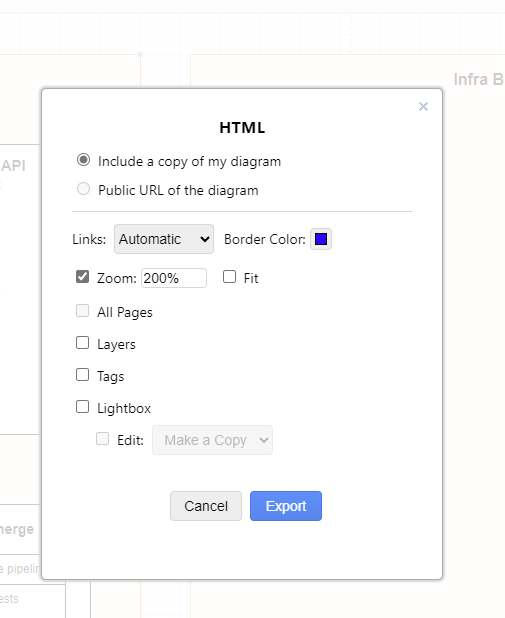 Infra B
×
HTML
API
Include a copy of my diagram
Public URL of the diagram
Links: Automatic Border Color:
Zoom: 200% Fit
All Pages
Layers
Tags
Lightbox
Edit: Make a Copy
Cancel Export
nerge
e pipelin
ests